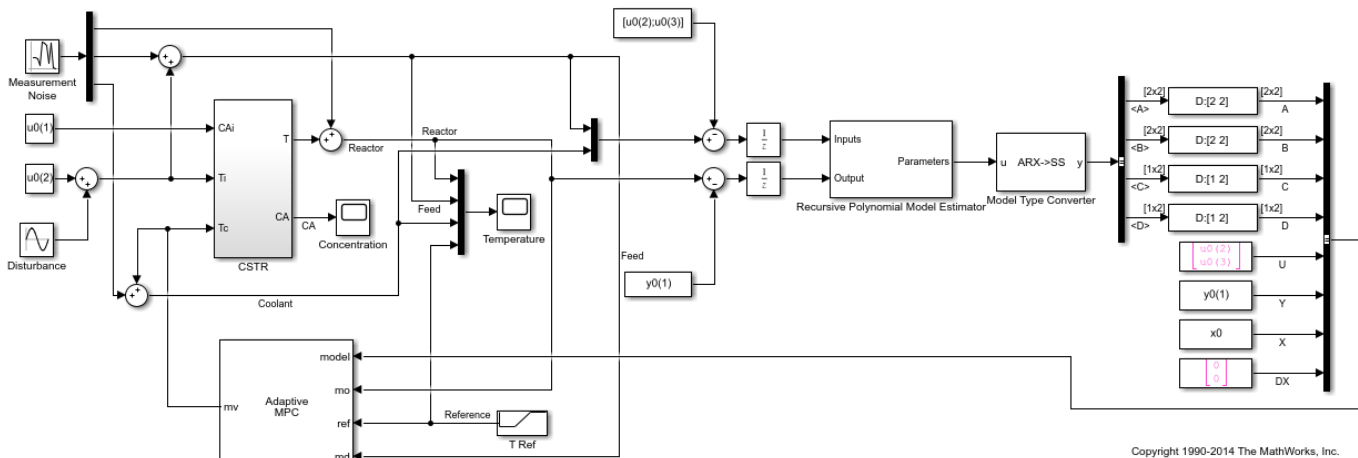 [u0(2);u0(3)]
Measurement
Noise
u0(1)
CAi
T
Reactor
Reactor
u0(2)
Ti
CA
CA
Concentration
Feed
Temperature
Tc
CSTR
Disturbance
Coolant
Feed
y0(1)
1
z
1
z
Inputs
Output
Parameters
Recursive Polynomial Model Estimator
u
ARX->SS
y
Model Type Converter
[2x2]
<A>
D:[2 2]
[2x2]
A
[2x2]
<B>
D:[2 2]
[2x2]
B
[1x2]
<C>
D:[1 2]
[1x2]
C
[1x2]
<D>
D:[1 2]
[1x2]
D
u0(2)
u0(3)
U
y0(1)
Y
x0
X
0
0
DX
model
mo
Adaptive
MPC
mv
ref
Reference
T Ref
md
Copyright 1990-2014 The MathWorks, Inc.